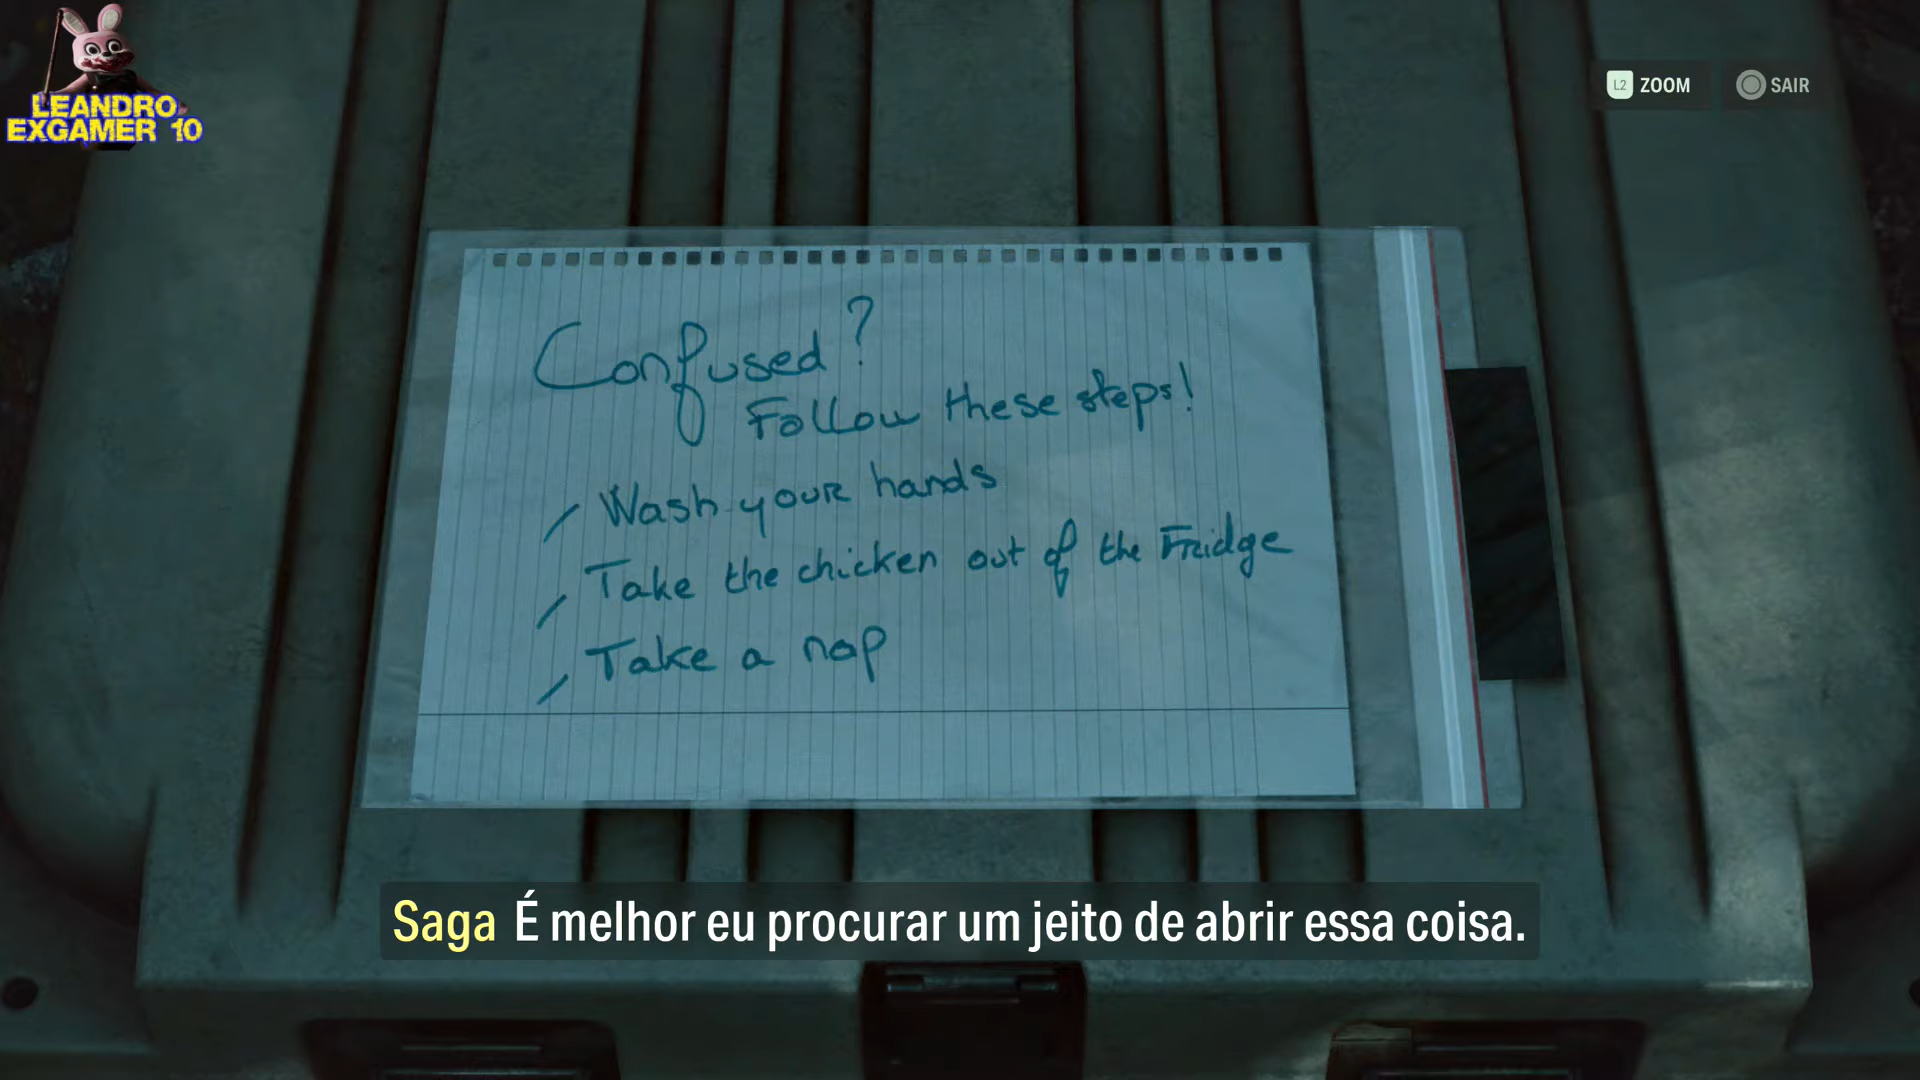 LEANDRO
EXGAMER 10
L2 ZOOM
SAIR
Confused?
Follow these steps!
/ Wash your hands
/ Take the chicken out of the Fridge
/ Take a nap
Saga É melhor eu procurar um jeito de abrir essa coisa.